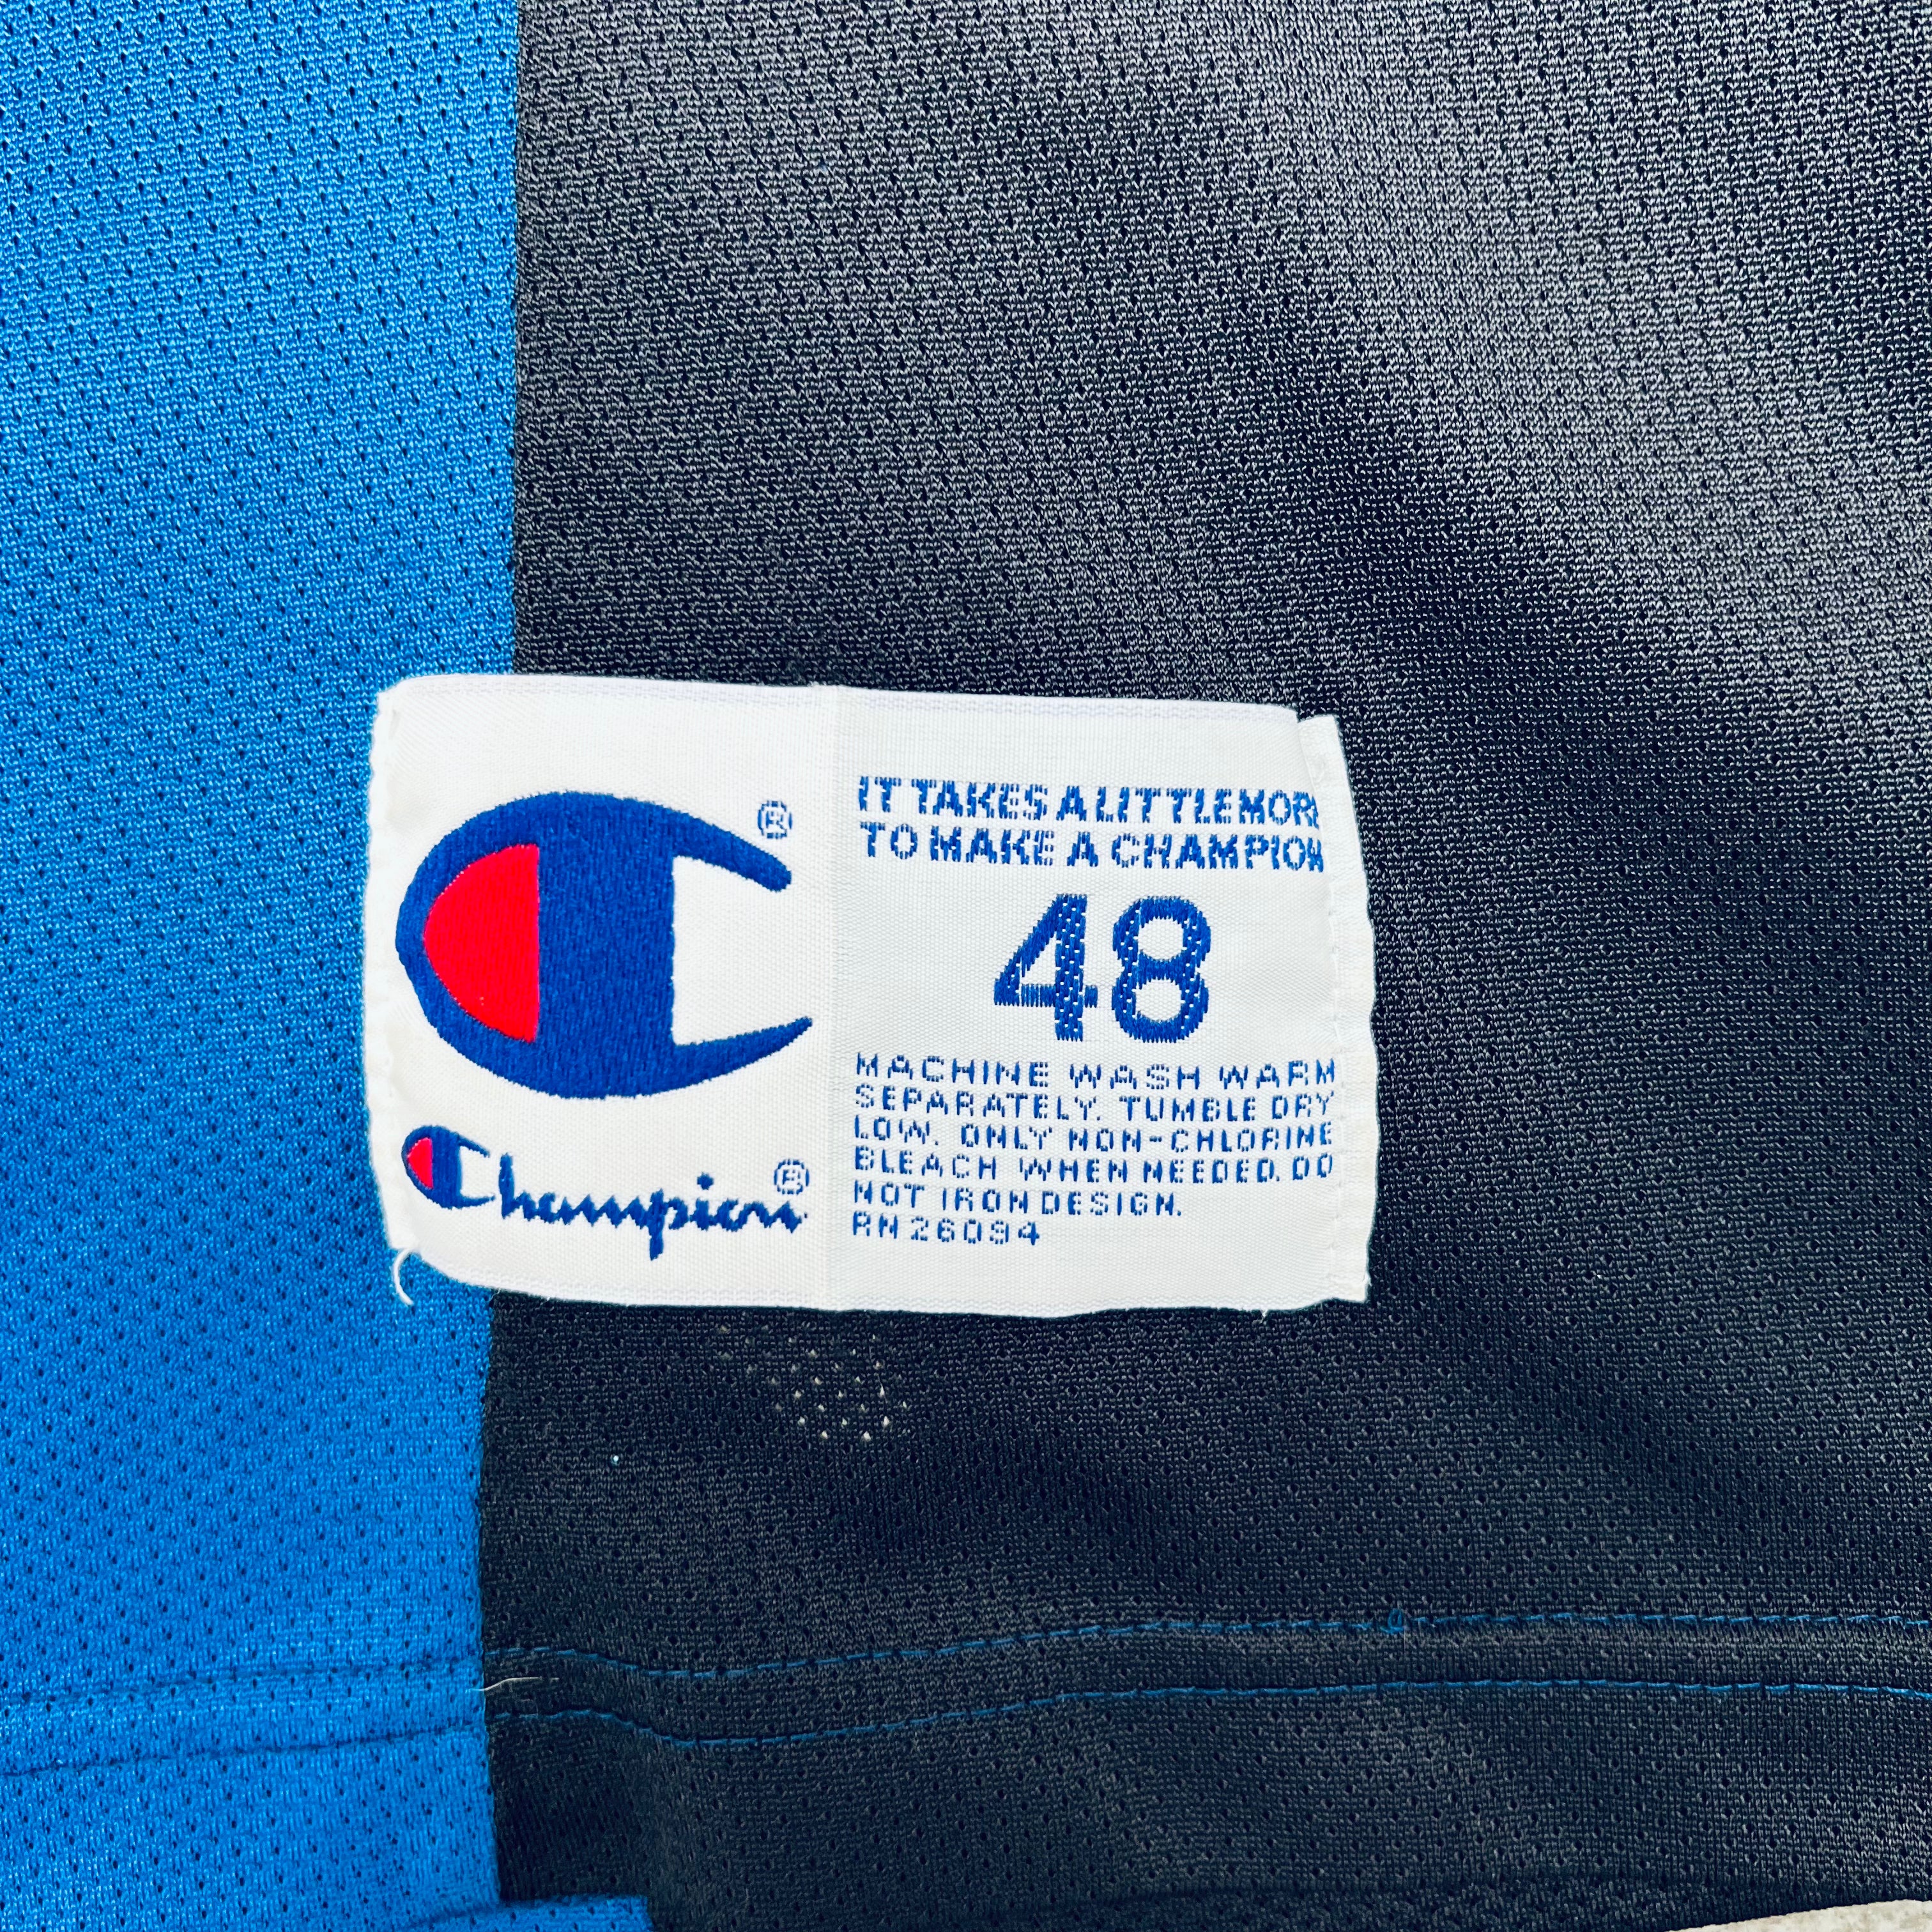 ®
Champion®
IT TAKES A LITTLE MORE
TO MAKE A CHAMPION
48
MACHINE WASH WARM
SEPARATELY. TUMBLE DRY
LOW. ONLY NON-CHLORINE
BLEACH WHEN NEEDED. DO
NOT IRON DESIGN.
RN 26094